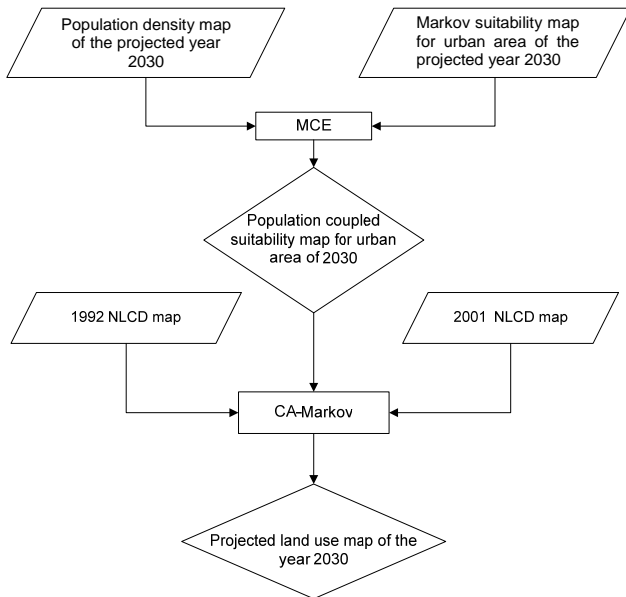 Population density map
of the projected year
2030
Markov suitability map
for urban area of the
projected year 2030
MCE
Population coupled
suitability map for urban
area of 2030
1992 NLCD map
2001 NLCD map
CA-Markov
Projected land use map of the
year 2030